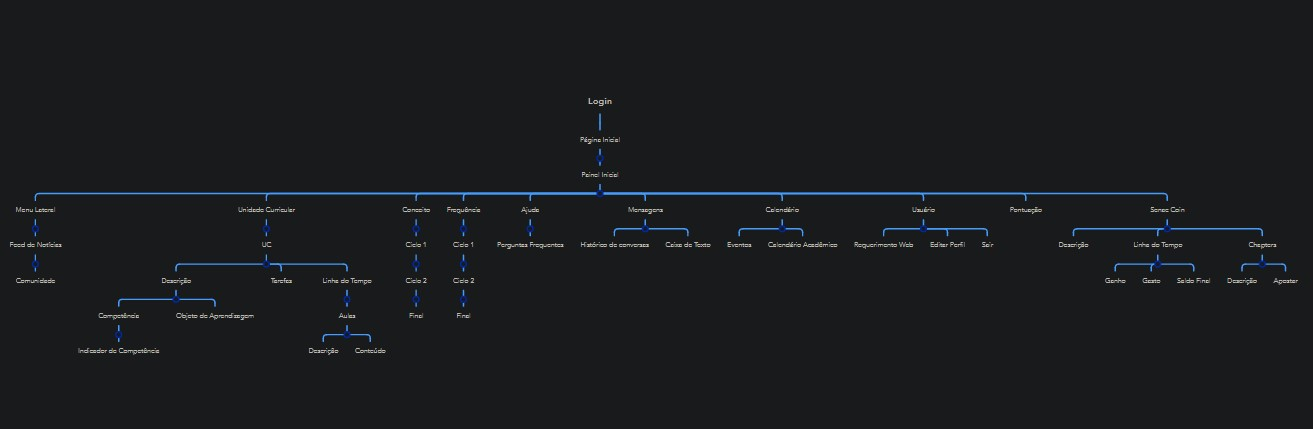 Login
Página Inicial
Painel Inicial
Menu Lateral
Unidade Curricular
Conceito
Frequência
Ajuda
Mensagens
Calendário
Usuário
Pontuação
Senac Coin
Feed de Notícias
UC
Ciclo 1
Ciclo 1
Perguntas Frequentes
Histórico de conversas
Caixa de Texto
Eventos
Calendário Acadêmico
Requerimento Web
Editar Perfil
Sair
Descrição
Linha do Tempo
Chapters
Comunidade
Descrição
Tarefas
Linha do Tempo
Ciclo 2
Ciclo 2
Ganho
Gasto
Saldo Final
Descrição
Apostar
Competência
Objeto de Aprendizagem
Aulas
Final
Final
Indicador de Competência
Descrição
Conteúdo